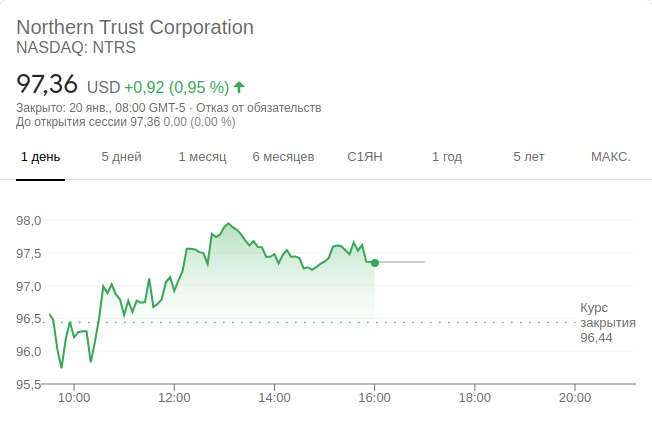 Northern Trust Corporation
NASDAQ: NTRS
97,36 USD +0,92 (0,95 %)
Закрыто: 20 янв., 08:00 GMT-5 · Отказ от обязательств
До открытия сессии 97,36 0,00 (0,00 %)
1 день 5 дней 1 месяц 6 месяцев С1ЯН 1 год 5 лет МАКС.
98,0
97,5
97,0
96,5
96,0
95,5
Курс
закрытия
96,44
10:00 12:00 14:00 16:00 18:00 20:00